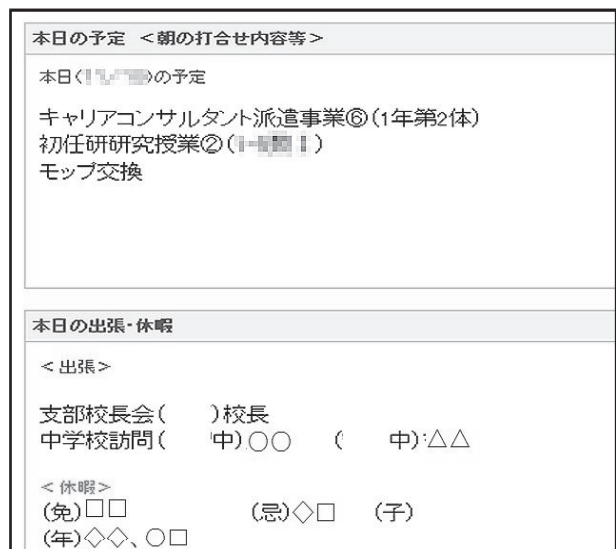 本日の予定 <朝の打合せ内容等>
本日( )の予定
キャリアコンサルタント派遣事業⑥(1年第2体)
初任研研究授業②( )
モップ交換
本日の出張・休暇
<出張>
支部校長会( )校長
中学校訪問( 中)○○ ( 中)△△
<休暇>
(免)□□ (忌)◇□ (子)
(年)◇◇、○□